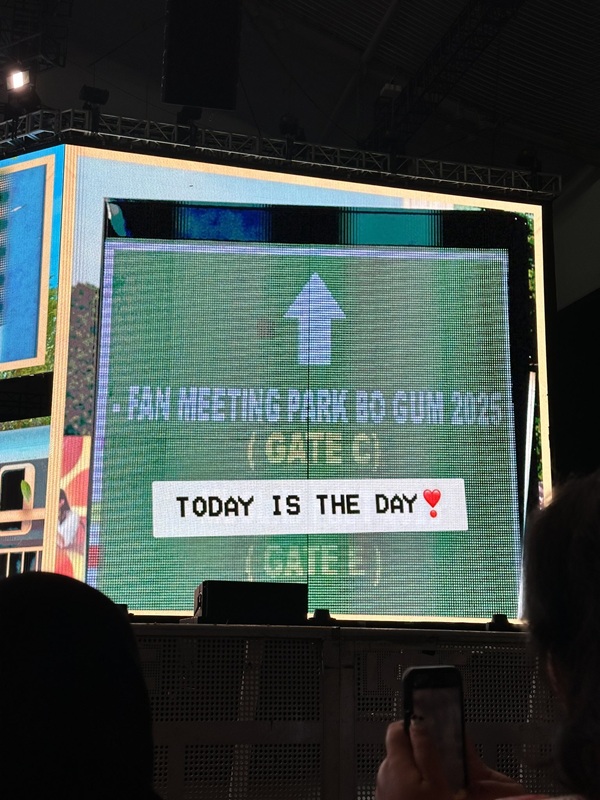 - FAN MEETING PARK BO GUM 2025
( GATE C)
TODAY IS THE DAY❣️
( GATE E )